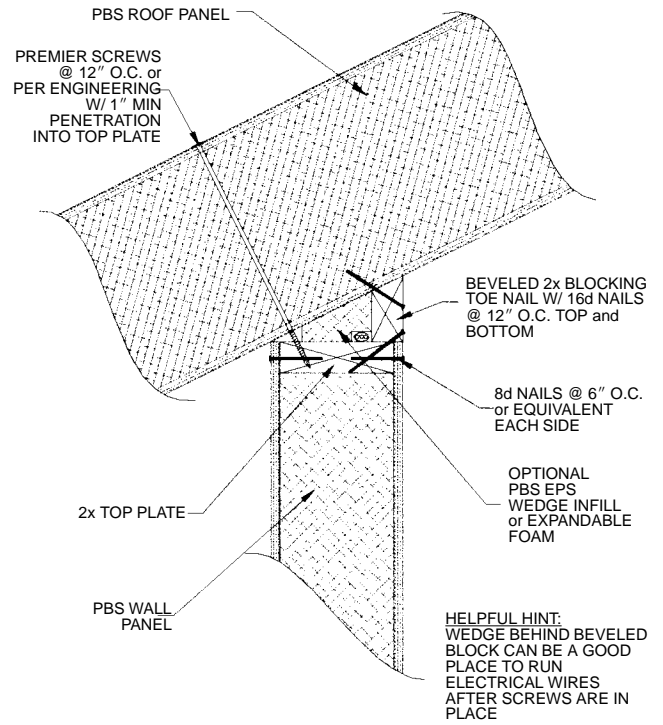 PBS ROOF PANEL
PREMIER SCREWS
@ 12" O.C. or
PER ENGINEERING
W/ 1" MIN
PENETRATION
INTO TOP PLATE
BEVELED 2x BLOCKING
TOE NAIL W/ 16d NAILS
@ 12" O.C. TOP and
BOTTOM
8d NAILS @ 6" O.C.
or EQUIVALENT
EACH SIDE
OPTIONAL
PBS EPS
WEDGE INFILL
or EXPANDABLE
FOAM
2x TOP PLATE
PBS WALL
PANEL
HELPFUL HINT:
WEDGE BEHIND BEVELED
BLOCK CAN BE A GOOD
PLACE TO RUN
ELECTRICAL WIRES
AFTER SCREWS ARE IN
PLACE